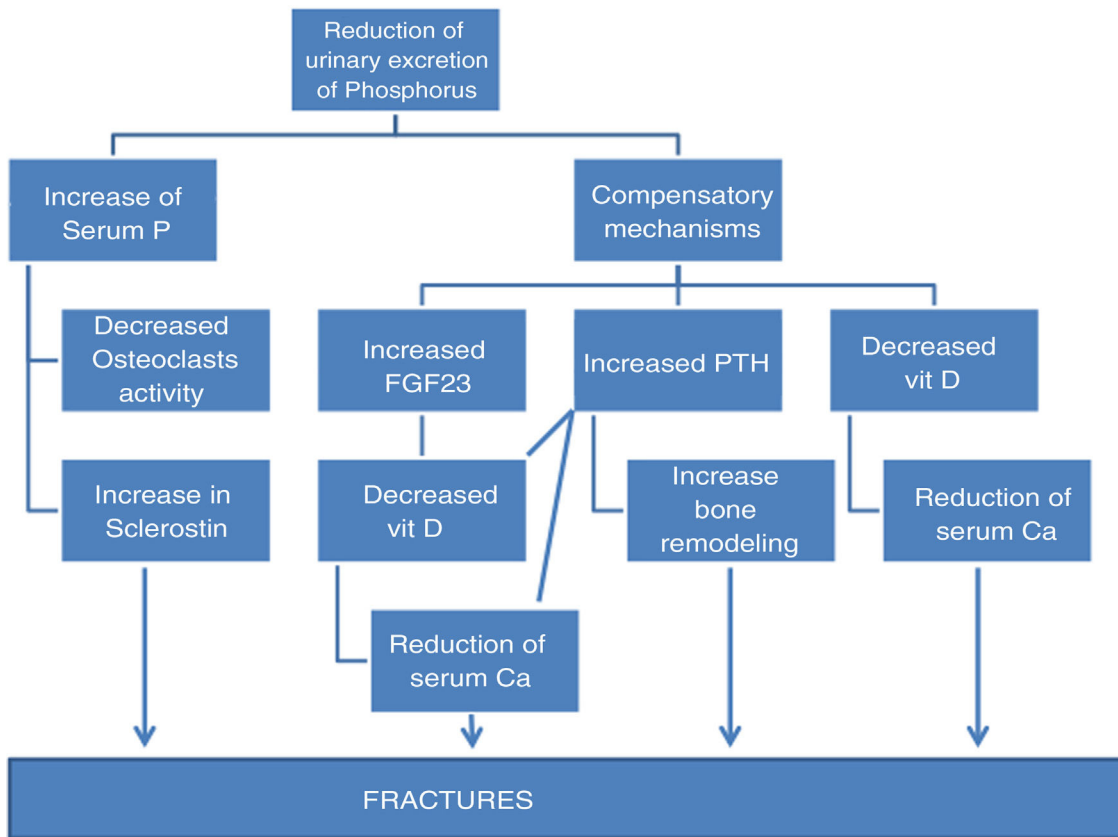 Reduction of
urinary excretion
of Phosphorus
Increase of
Serum P
Compensatory
mechanisms
Decreased
Osteoclasts
activity
Increased
FGF23
Increased PTH
Decreased
vit D
Increase in
Sclerostin
Decreased
vit D
Increase
bone
remodeling
Reduction of
serum Ca
Reduction of
serum Ca
FRACTURES